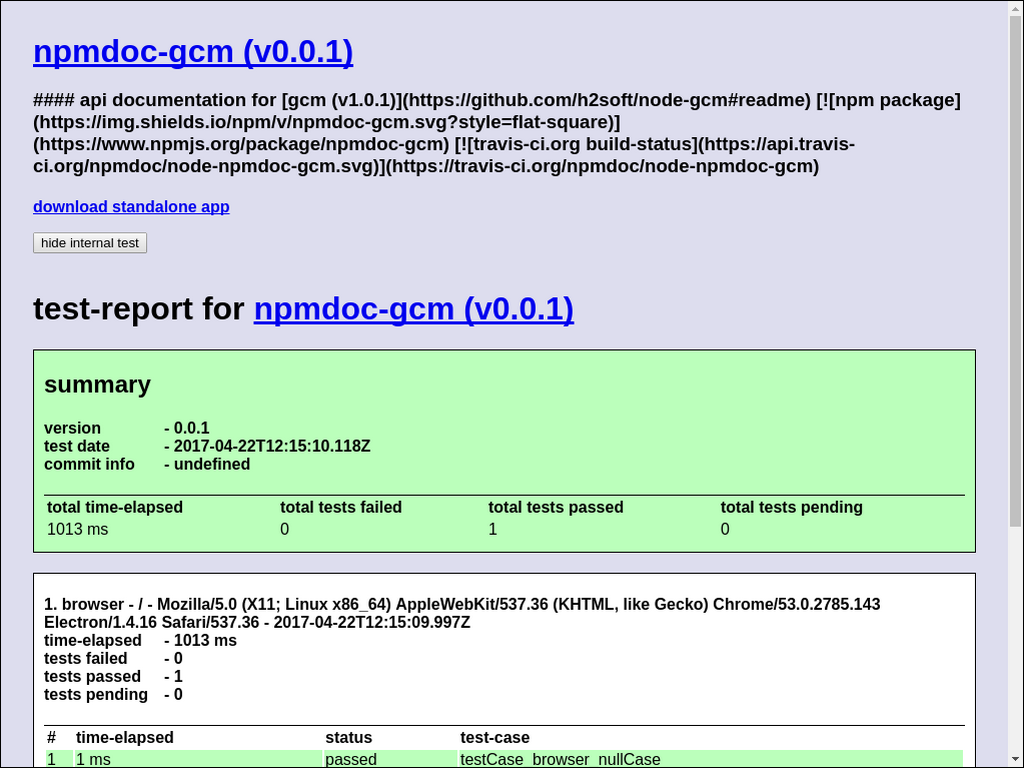 npmdoc-gcm (v0.0.1)
#### api documentation for [gcm (v1.0.1)](https://github.com/h2soft/node-gcm#readme) [![npm package]
(https://img.shields.io/npm/v/npmdoc-gcm.svg?style=flat-square)]
(https://www.npmjs.org/package/npmdoc-gcm) [![travis-ci.org build-status](https://api.travis-
ci.org/npmdoc/node-npmdoc-gcm.svg)](https://travis-ci.org/npmdoc/node-npmdoc-gcm)
download standalone app
hide internal test
test-report for npmdoc-gcm (v0.0.1)
summary
version - 0.0.1
test date - 2017-04-22T12:15:10.118Z
commit info - undefined
total time-elapsed total tests failed total tests passed total tests pending
1013 ms 0 1 0
1. browser - / - Mozilla/5.0 (X11; Linux x86_64) AppleWebKit/537.36 (KHTML, like Gecko) Chrome/53.0.2785.143
Electron/1.4.16 Safari/537.36 - 2017-04-22T12:15:09.997Z
time-elapsed - 1013 ms
tests failed - 0
tests passed - 1
tests pending - 0
# time-elapsed status test-case
1 1 ms passed testCase_browser_nullCase